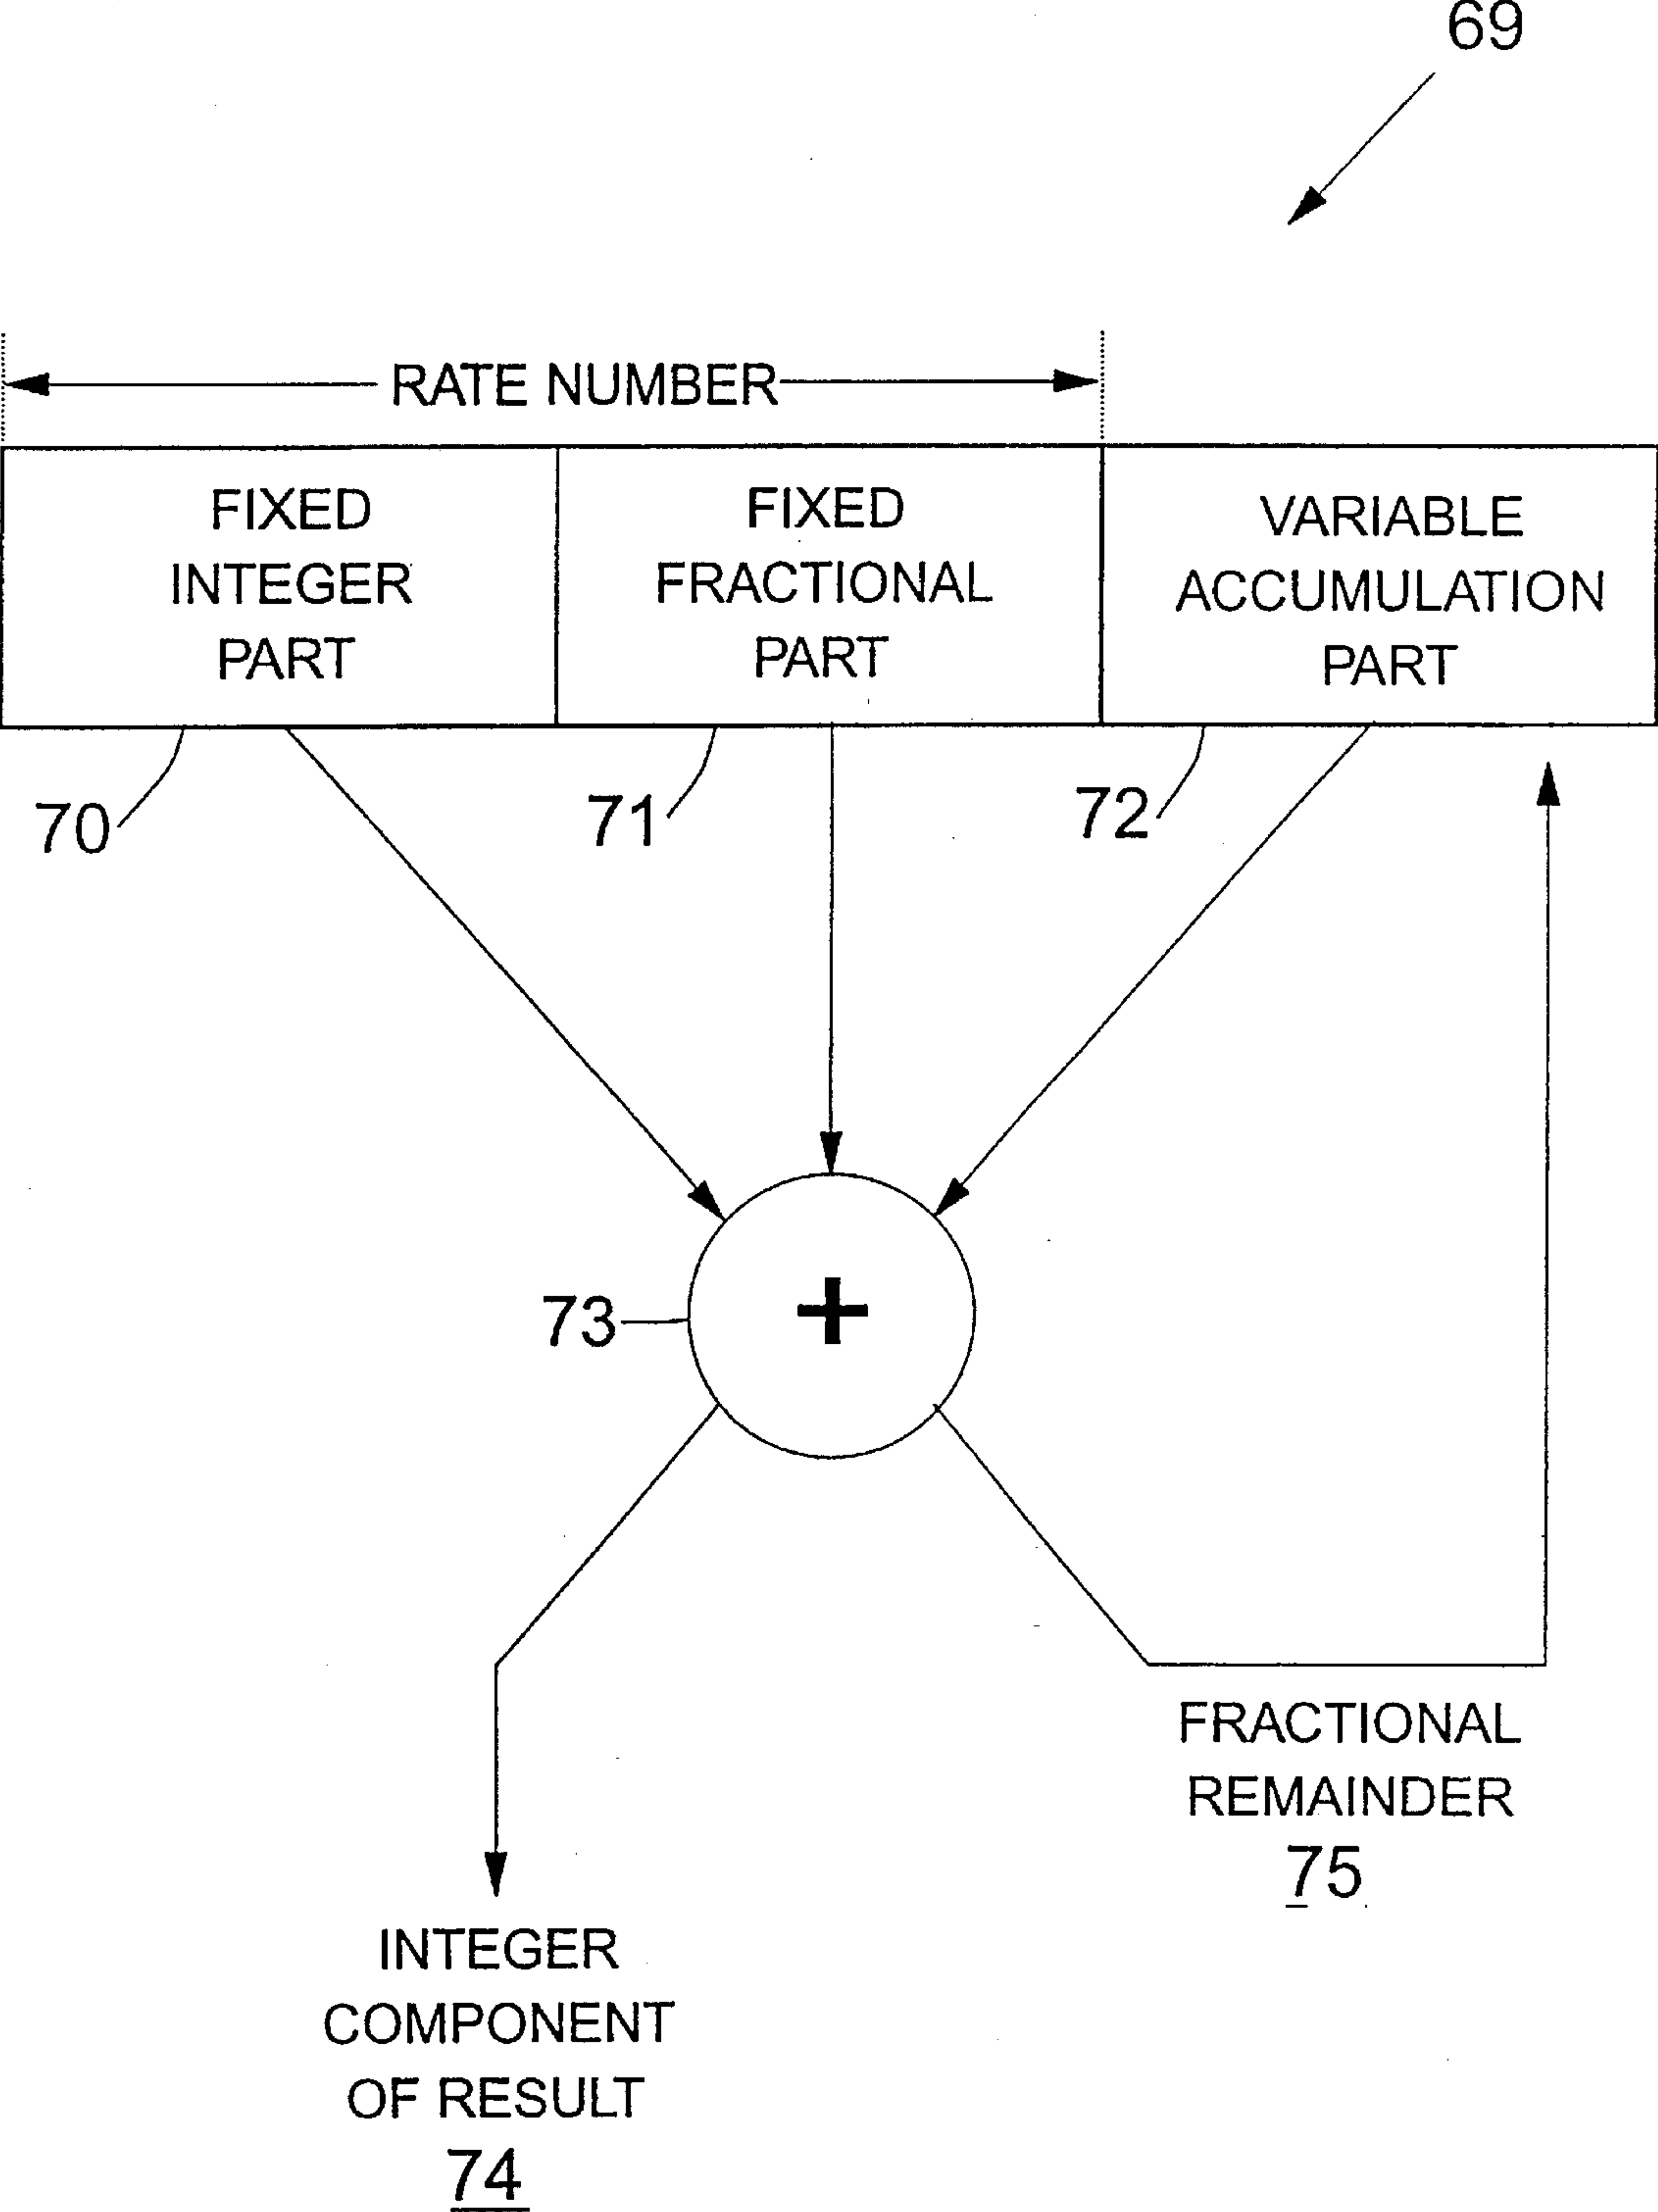 69
RATE NUMBER
FIXED
INTEGER
PART
FIXED
FRACTIONAL
PART
VARIABLE
ACCUMULATION
PART
70
71
72
73
+
FRACTIONAL
REMAINDER
75
INTEGER
COMPONENT
OF RESULT
74